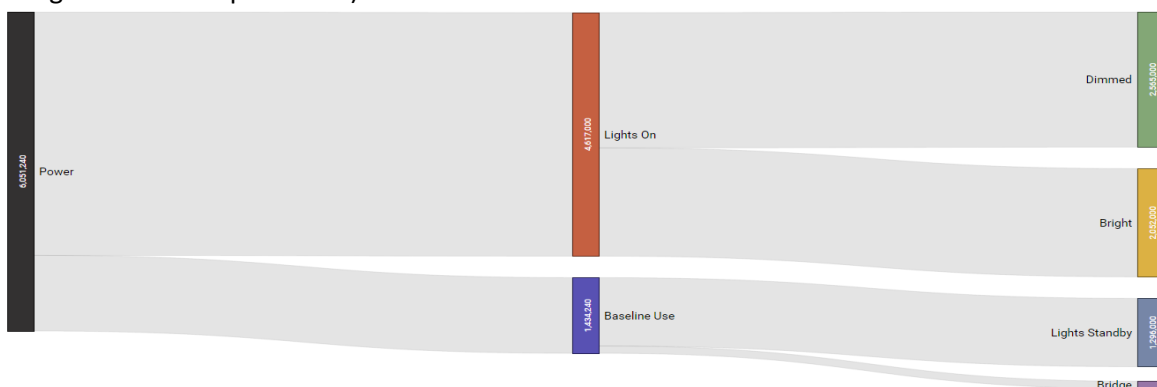 6,051,240
Power
4,617,000
Lights On
1,434,240
Baseline Use
Dimmed
2,565,000
Bright
2,052,000
Lights Standby
1,296,000
Bridge